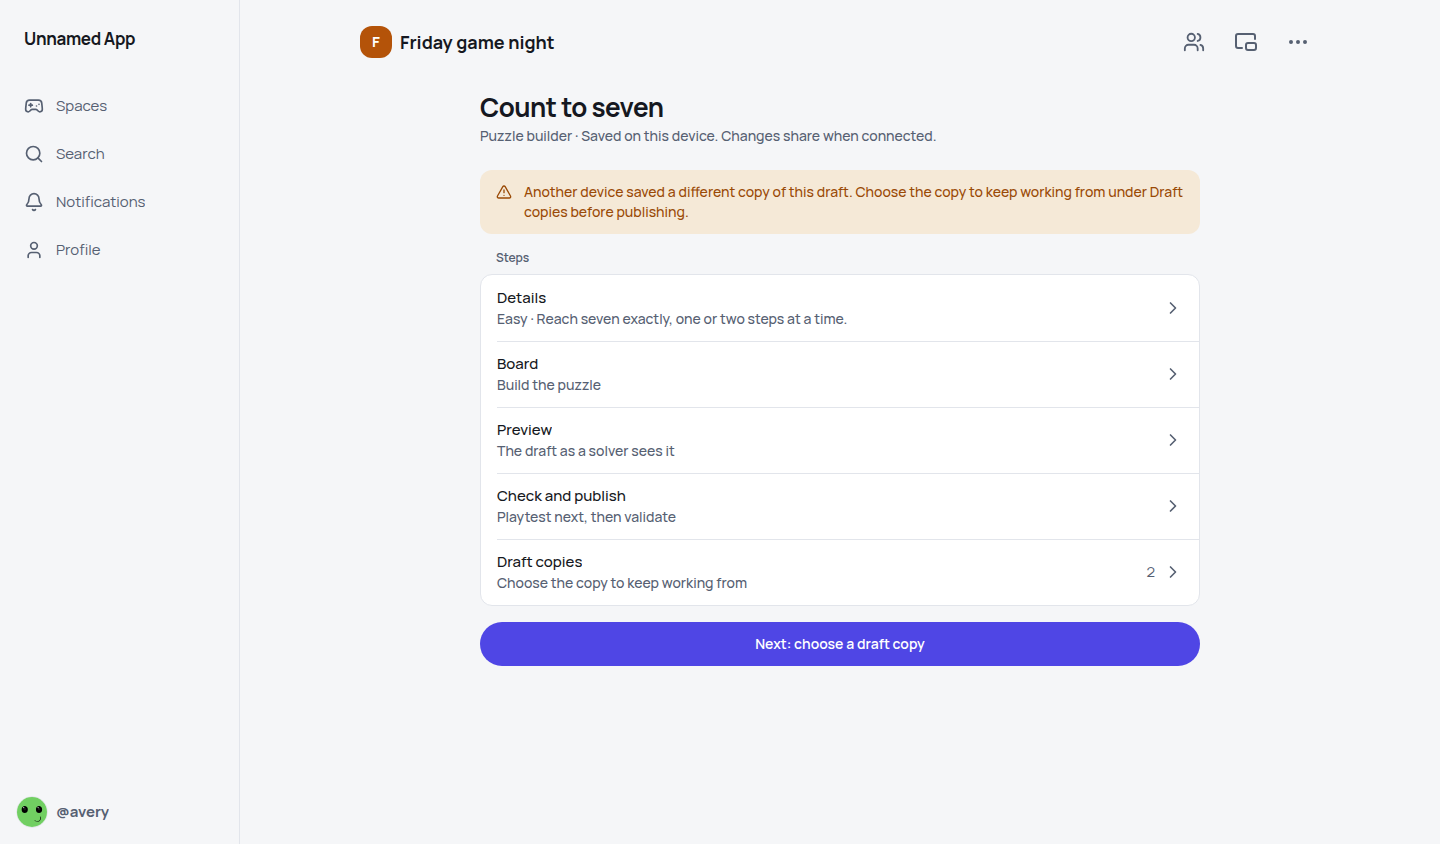 Unnamed App
Spaces
Search
Notifications
Profile
@avery
F
Friday game night
Count to seven
Puzzle builder · Saved on this device. Changes share when connected.
Another device saved a different copy of this draft. Choose the copy to keep working from under Draft
copies before publishing.
Steps
Details
Easy · Reach seven exactly, one or two steps at a time.
Board
Build the puzzle
Preview
The draft as a solver sees it
Check and publish
Playtest next, then validate
Draft copies
Choose the copy to keep working from
2
Next: choose a draft copy